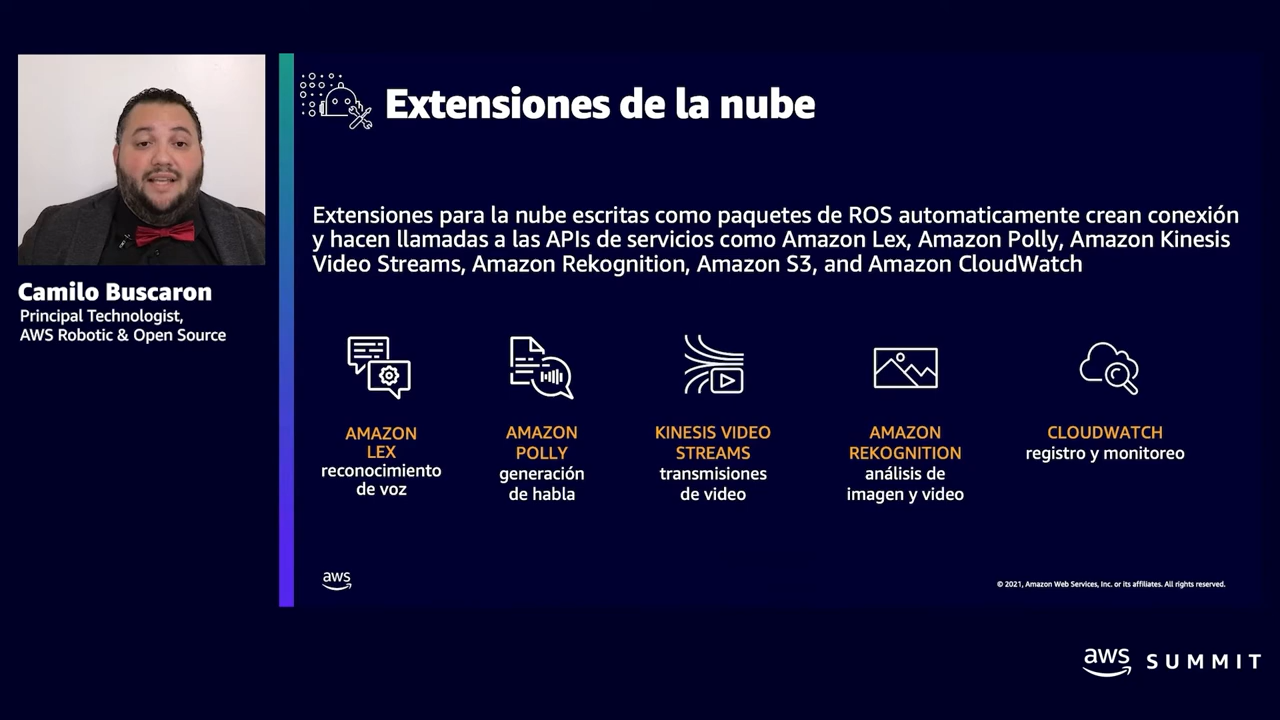 Extensiones de la nube
Extensiones para la nube escritas como paquetes de ROS automaticamente crean conexión
y hacen llamadas a las APIs de servicios como Amazon Lex, Amazon Polly, Amazon Kinesis
Video Streams, Amazon Rekognition, Amazon S3, and Amazon CloudWatch
Camilo Buscaron
Principal Technologist,
AWS Robotic & Open Source
AMAZON
LEX
reconocimiento
de voz
AMAZON
POLLY
generación
de habla
KINESIS VIDEO
STREAMS
transmisiones
de video
AMAZON
REKOGNITION
análisis de
imagen y video
CLOUDWATCH
registro y monitoreo
aws
© 2021, Amazon Web Services, Inc. or its affiliates. All rights reserved.
aws SUMMIT